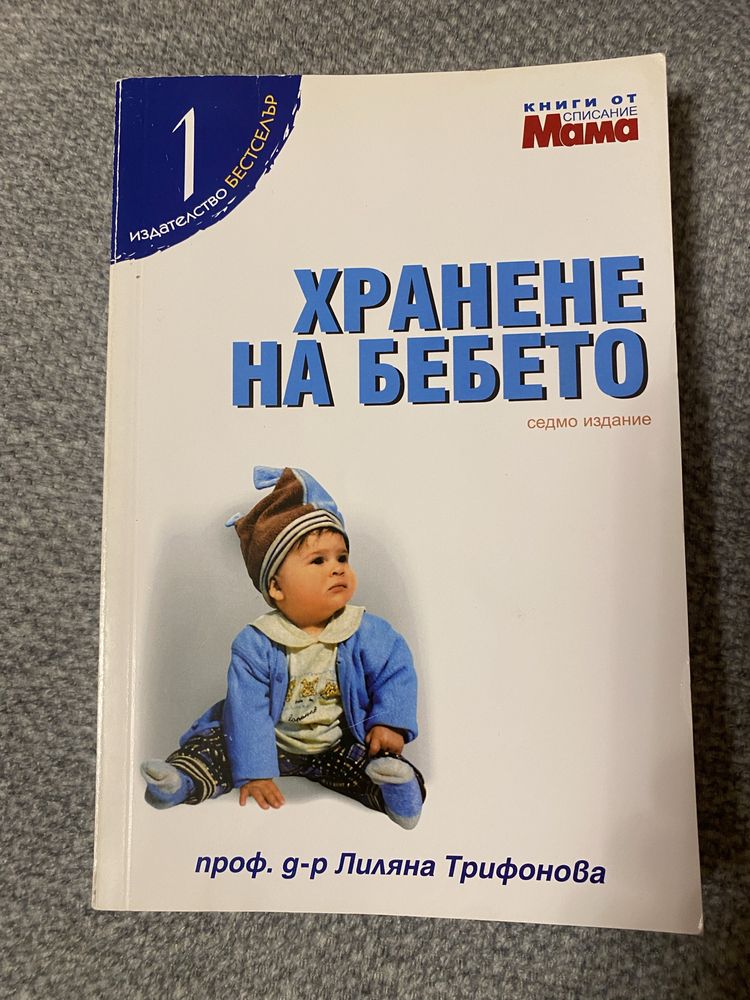 1
издателство БЕСТСЕЛЪР
КНИГИ ОТ
СПИСАНИЕ
Мама
ХРАНЕНЕ
НА БЕБЕТО
седмо издание
проф. д-р Лиляна Трифонова